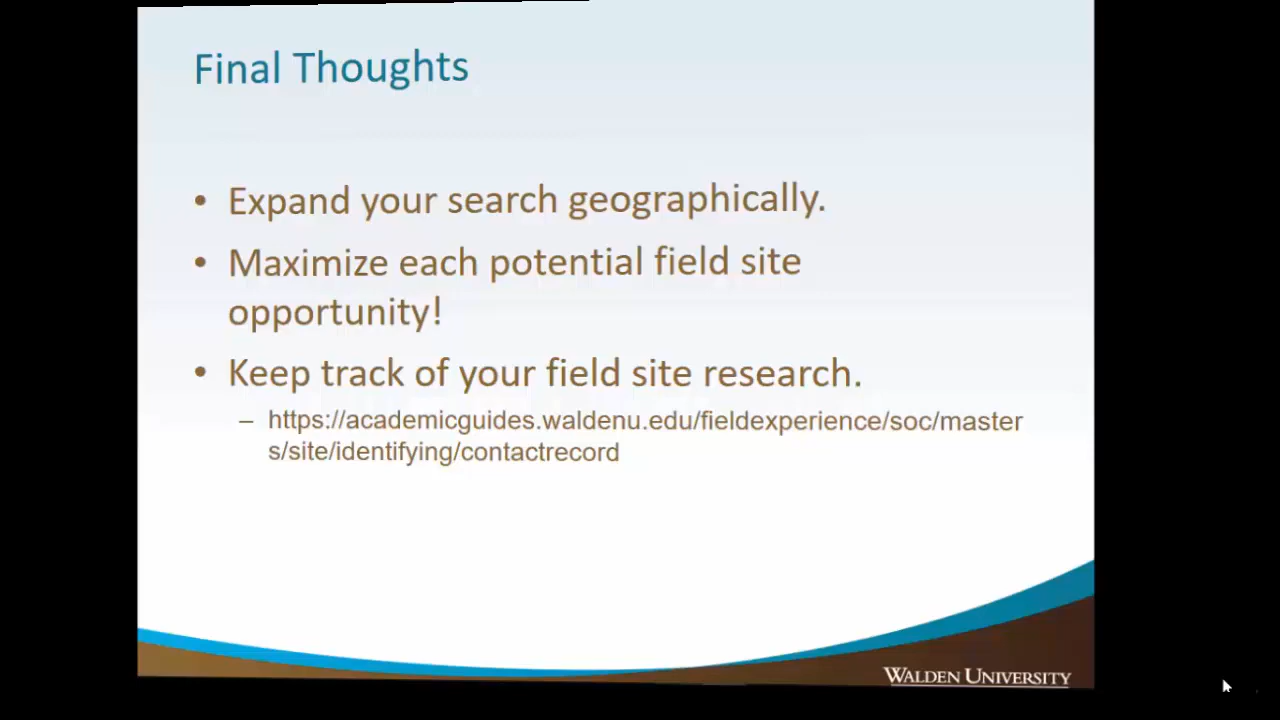 Final Thoughts
• Expand your search geographically.
• Maximize each potential field site
opportunity!
• Keep track of your field site research.
– https://academicguides.waldenu.edu/fieldexperience/soc/master
s/site/identifying/contactrecord
WALDEN UNIVERSITY